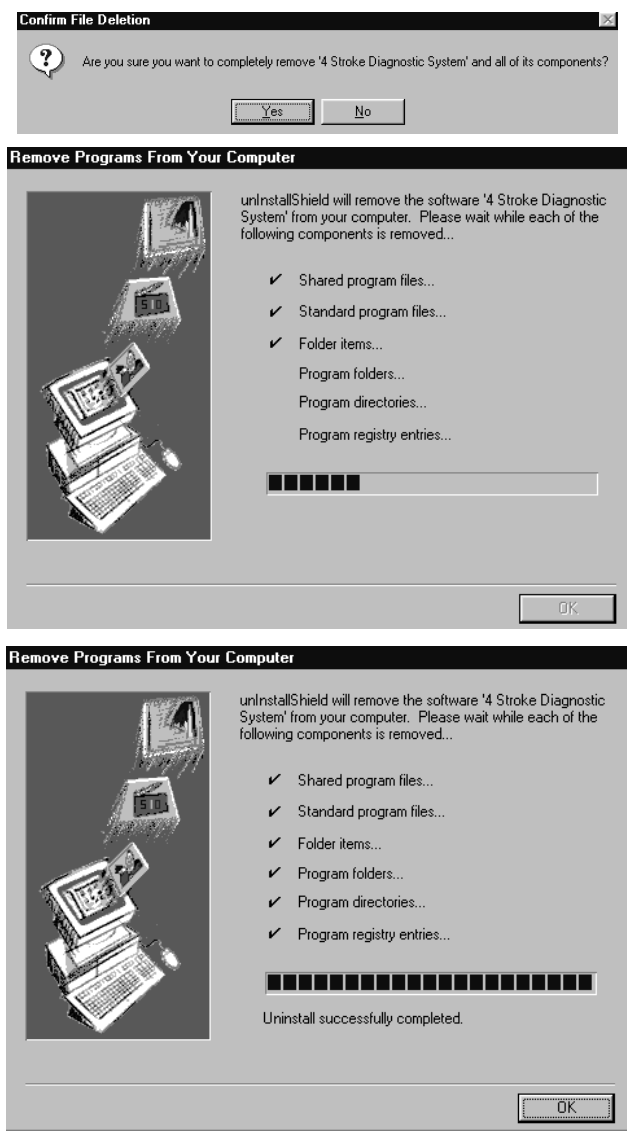 Confirm File Deletion
Are you sure you want to completely remove '4 Stroke Diagnostic System' and all of its components?
Yes No
Remove Programs From Your Computer
unInstallShield will remove the software '4 Stroke Diagnostic
System' from your computer. Please wait while each of the
following components is removed...
✔ Shared program files...
✔ Standard program files...
✔ Folder items...
Program folders...
Program directories...
Program registry entries...
OK
Remove Programs From Your Computer
unInstallShield will remove the software '4 Stroke Diagnostic
System' from your computer. Please wait while each of the
following components is removed...
✔ Shared program files...
✔ Standard program files...
✔ Folder items...
✔ Program folders...
✔ Program directories...
✔ Program registry entries...
Uninstall successfully completed.
OK